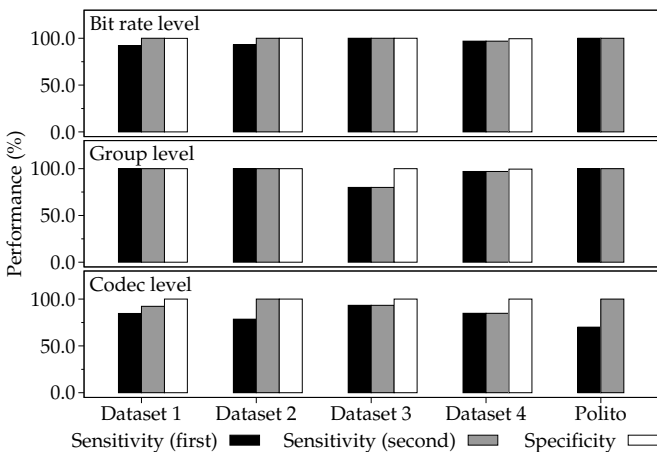 Bit rate level
100.0
50.0
0.0
Group level
100.0
50.0
0.0
Codec level
100.0
50.0
0.0
Performance (%)
Dataset 1 Dataset 2 Dataset 3 Dataset 4 Polito
Sensitivity (first) Sensitivity (second) Specificity